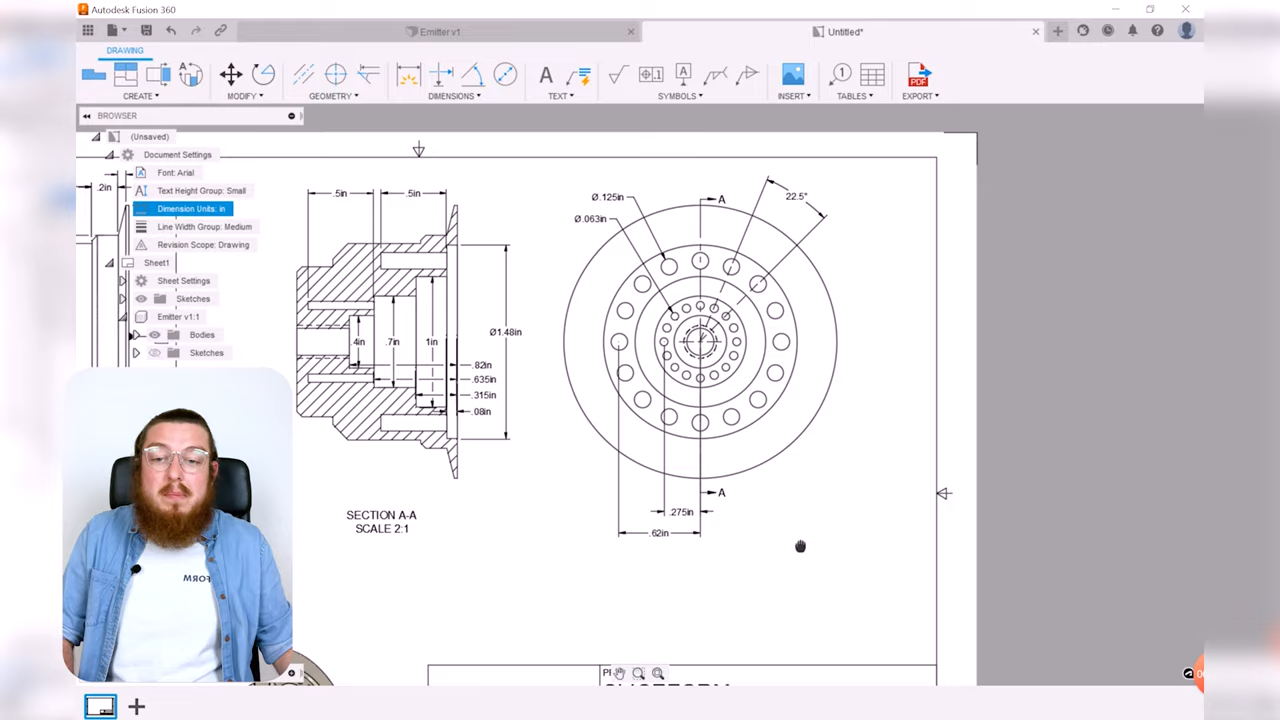 Autodesk Fusion 360
Emitter v1
Untitled*
DRAWING
CREATE MODIFY GEOMETRY DIMENSIONS TEXT SYMBOLS INSERT TABLES EXPORT
PDF
BROWSER
(Unsaved)
Document Settings
Font: Arial
Text Height Group: Small
Dimension Units: in
Line Width Group: Medium
Revision Scope: Drawing
Sheet1
Sheet Settings
Sketches
Emitter v1:1
Bodies
Sketches
.2in
.5in .5in
Ø1.48in
.4in .7in 1in
.82in
.635in
.315in
.08in
SECTION A-A
SCALE 2:1
Ø.125in
Ø.063in
A
22.5°
A
.275in
.62in
FORM